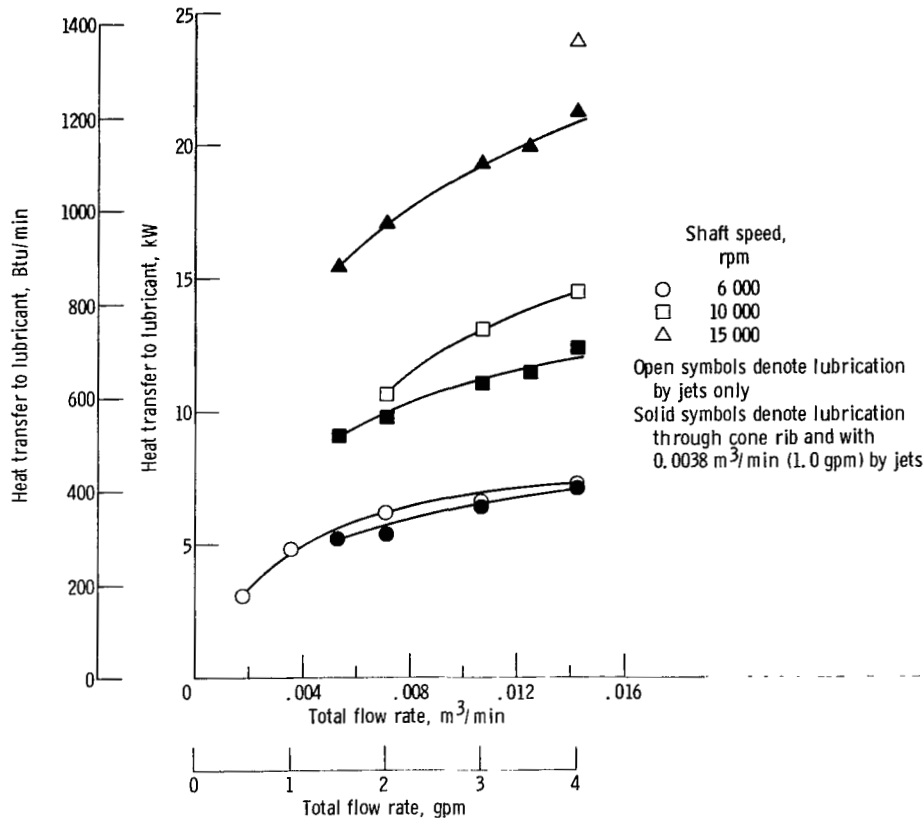 1400
1200
1000
800
600
400
200
0
Heat transfer to lubricant, Btu/min
25
20
15
10
5
0
Heat transfer to lubricant, kW
.004
.008
.012
.016
Total flow rate, m³/min
0
1
2
3
4
Total flow rate, gpm
Shaft speed,
rpm
6 000
10 000
15 000
Open symbols denote lubrication
by jets only
Solid symbols denote lubrication
through cone rib and with
0.0038 m³/min (1.0 gpm) by jets